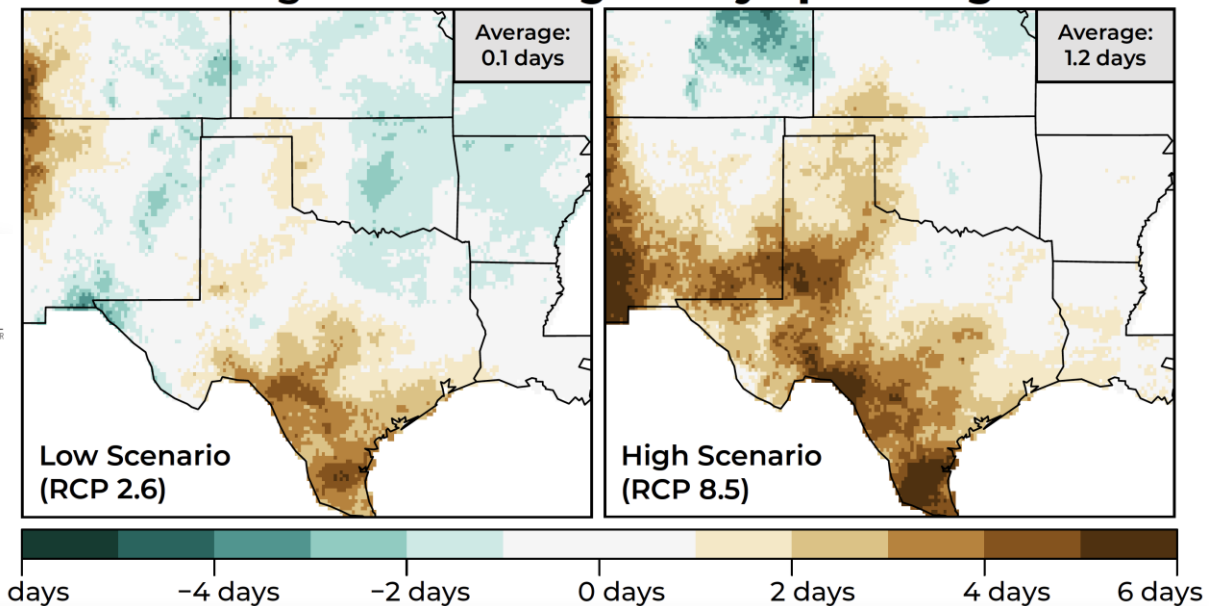 Average:
0.1 days
Average:
1.2 days
Low Scenario
(RCP 2.6)
High Scenario
(RCP 8.5)
days
−4 days
−2 days
0 days
2 days
4 days
6 days